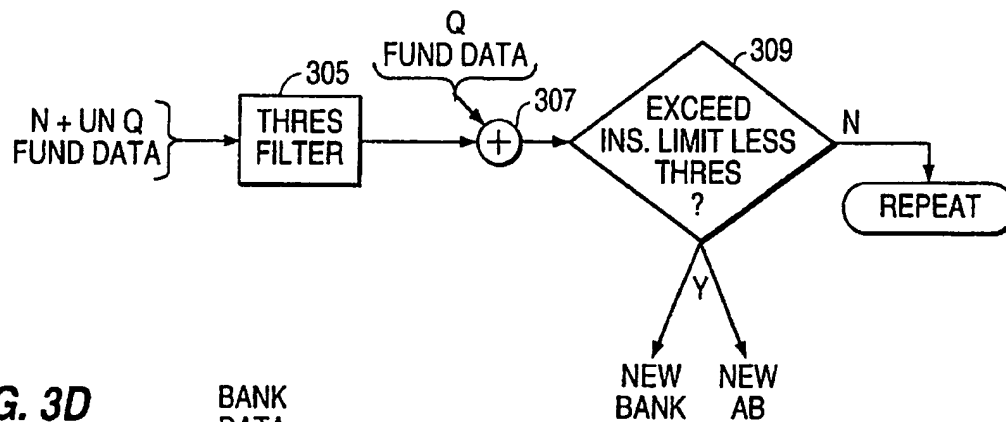 Q
FUND DATA
305
307
309
N + UN Q
FUND DATA
THRES
FILTER
+
EXCEED
INS. LIMIT LESS
THRES
?
N
REPEAT
Y
NEW
BANK
NEW
AB
G. 3D
BANK
DATA